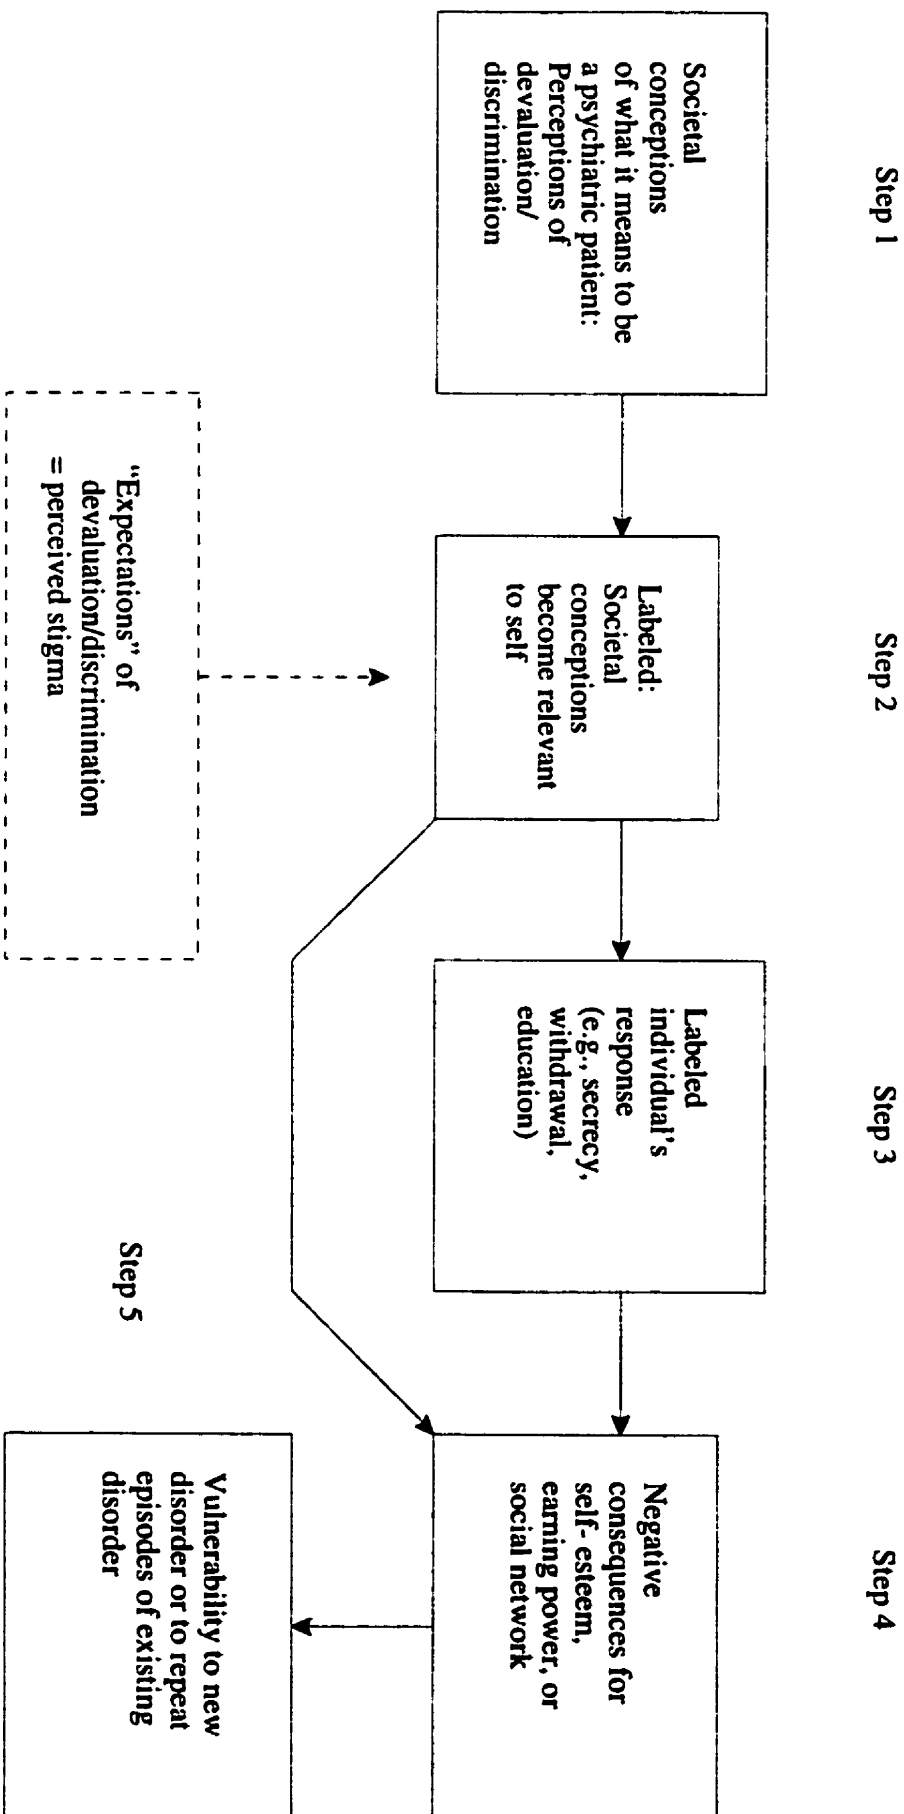 Step 1
Societal
conceptions
of what it means to be
a psychiatric patient:
Perceptions of
devaluation/
discrimination
Step 2
Labeled:
Societal
conceptions
become relevant
to self
"Expectations" of
devaluation/discrimination
= perceived stigma
Step 3
Labeled
individual's
response
(e.g., secrecy,
withdrawal,
education)
Step 4
Negative
consequences for
self- esteem,
earning power, or
social network
Step 5
Vulnerability to new
disorder or to repeat
episodes of existing
disorder